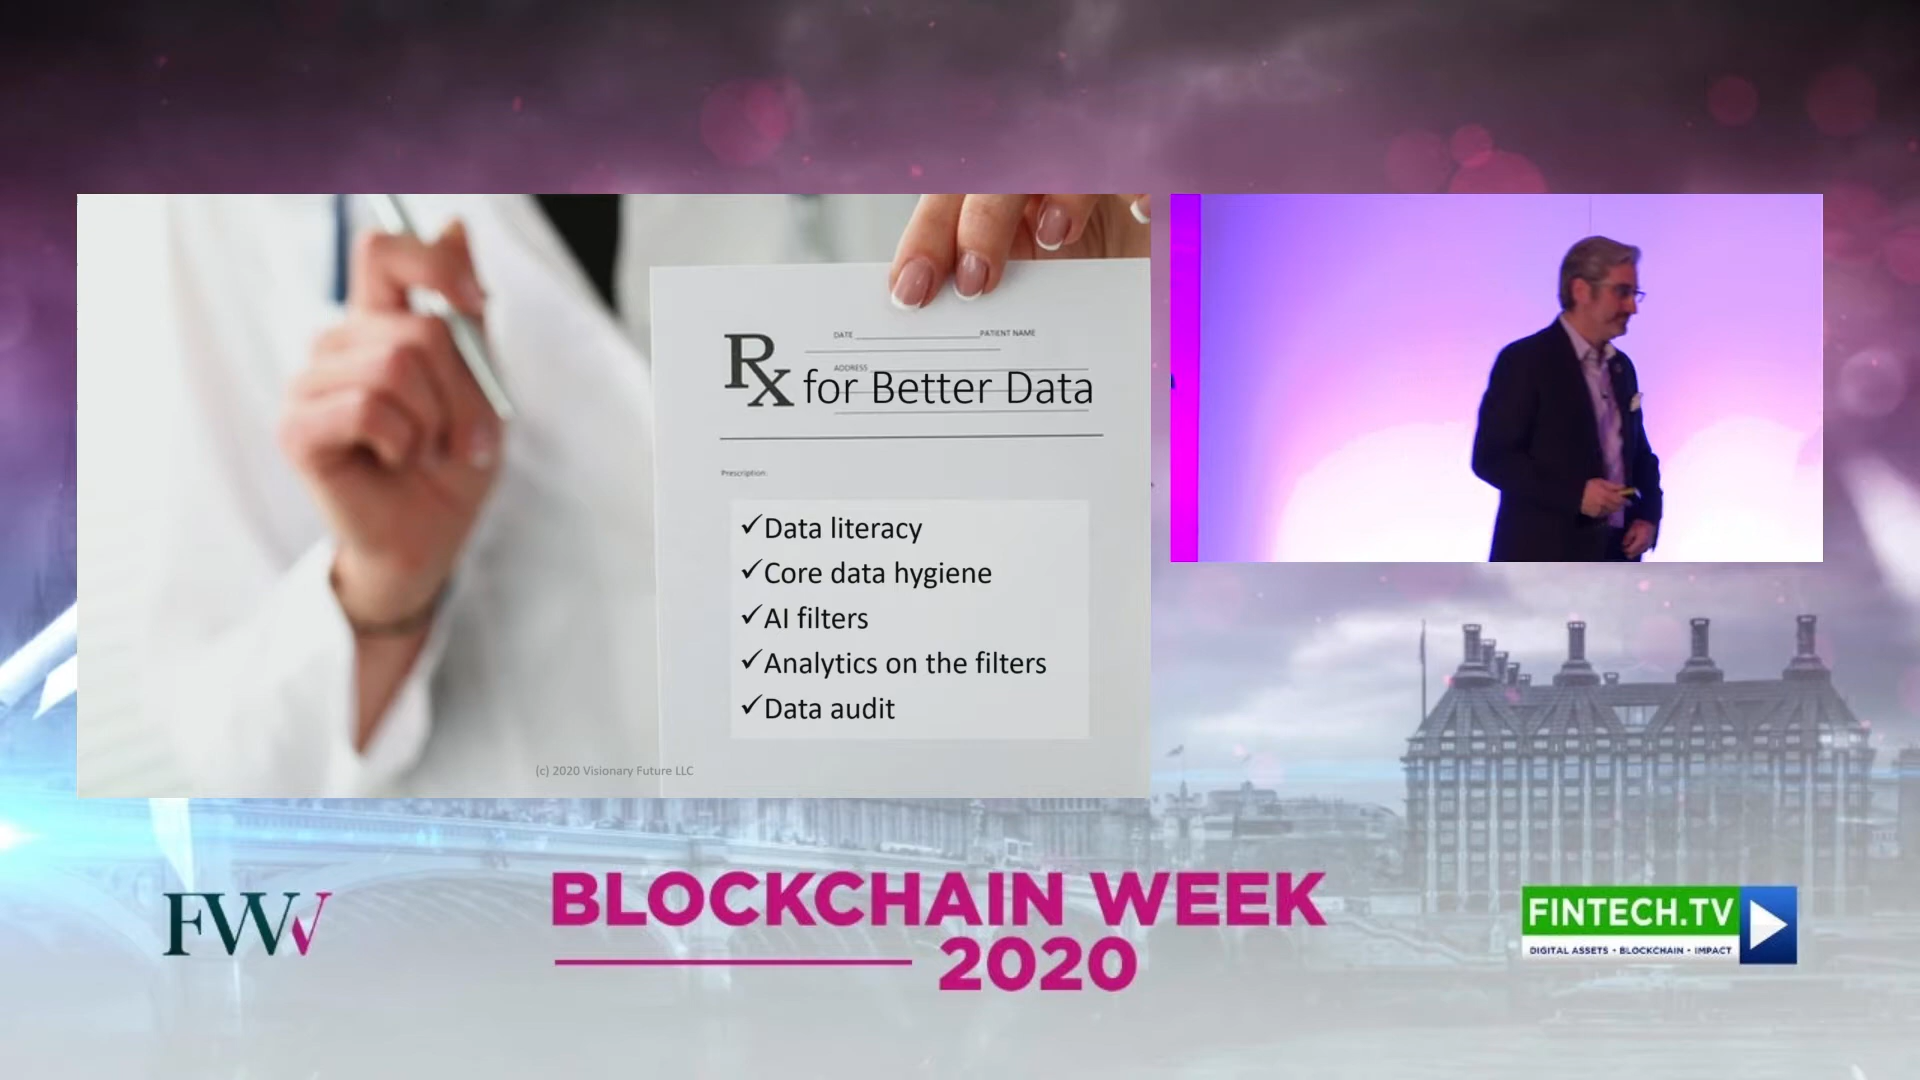 DATE PATIENT NAME
ADDRESS
Rx for Better Data
Prescription:
✓Data literacy
✓Core data hygiene
✓AI filters
✓Analytics on the filters
✓Data audit
(c) 2020 Visionary Future LLC
FWW
BLOCKCHAIN WEEK
2020
FINTECH.TV
DIGITAL ASSETS • BLOCKCHAIN • IMPACT